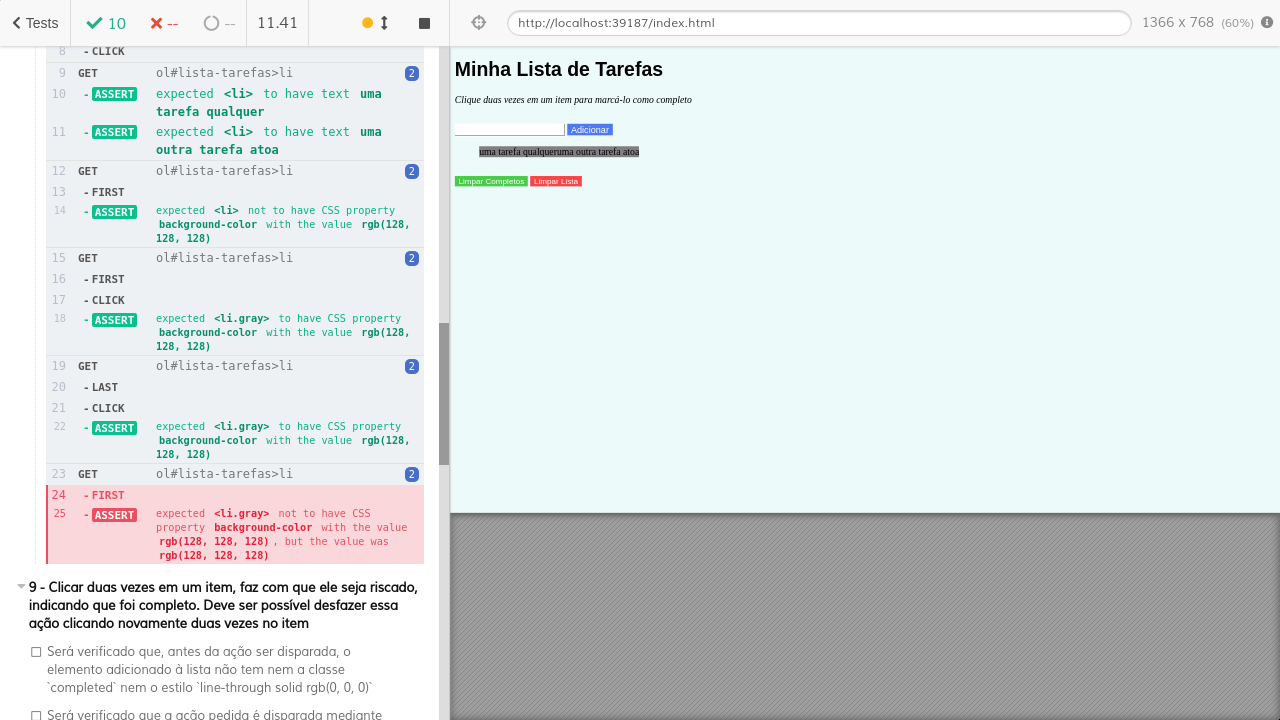 Tests
10
--
--
11.41
http://localhost:39187/index.html
1366 x 768 (60%)
8 - CLICK
9 GET ol#lista-tarefas>li 2
10 - ASSERT expected <li> to have text uma
tarefa qualquer
11 - ASSERT expected <li> to have text uma
outra tarefa atoa
12 GET ol#lista-tarefas>li 2
13 - FIRST
14 - ASSERT expected <li> not to have CSS property
background-color with the value rgb(128,
128, 128)
15 GET ol#lista-tarefas>li 2
16 - FIRST
17 - CLICK
18 - ASSERT expected <li.gray> to have CSS property
background-color with the value rgb(128,
128, 128)
19 GET ol#lista-tarefas>li 2
20 - LAST
21 - CLICK
22 - ASSERT expected <li.gray> to have CSS property
background-color with the value rgb(128,
128, 128)
23 GET ol#lista-tarefas>li 2
24 - FIRST
25 - ASSERT expected <li.gray> not to have CSS
property background-color with the value
rgb(128, 128, 128), but the value was
rgb(128, 128, 128)
9 - Clicar duas vezes em um item, faz com que ele seja riscado,
indicando que foi completo. Deve ser possível desfazer essa
ação clicando novamente duas vezes no item
Será verificado que, antes da ação ser disparada, o
elemento adicionado à lista não tem nem a classe
`completed` nem o estilo `line-through solid rgb(0, 0, 0)`
Será verificado que a ação pedida é disparada mediante
Minha Lista de Tarefas
Clique duas vezes em um item para marcá-lo como completo
Adicionar
uma tarefa qualqueruma outra tarefa atoa
Limpar Completos Limpar Lista